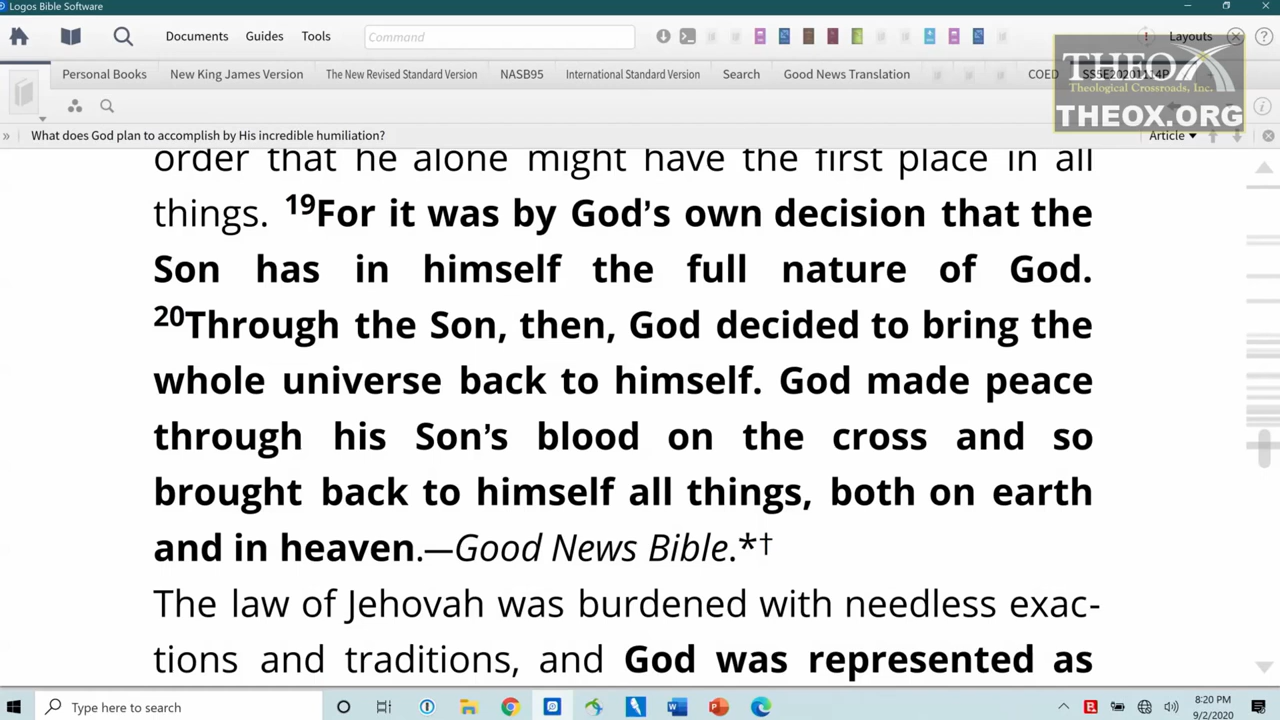 Logos Bible Software
Documents Guides Tools Command Layouts
Personal Books New King James Version The New Revised Standard Version NASB95 International Standard Version Search Good News Translation COED
THEOX
Theological Crossroads, Inc.
THEOX.ORG
» What does God plan to accomplish by His incredible humiliation? Article
order that he alone might have the first place in all
things. 19For it was by God's own decision that the
Son has in himself the full nature of God.
20Through the Son, then, God decided to bring the
whole universe back to himself. God made peace
through his Son's blood on the cross and so
brought back to himself all things, both on earth
and in heaven.—Good News Bible.*†
The law of Jehovah was burdened with needless exac-
tions and traditions, and God was represented as
Type here to search
8:20 PM
9/2/2020